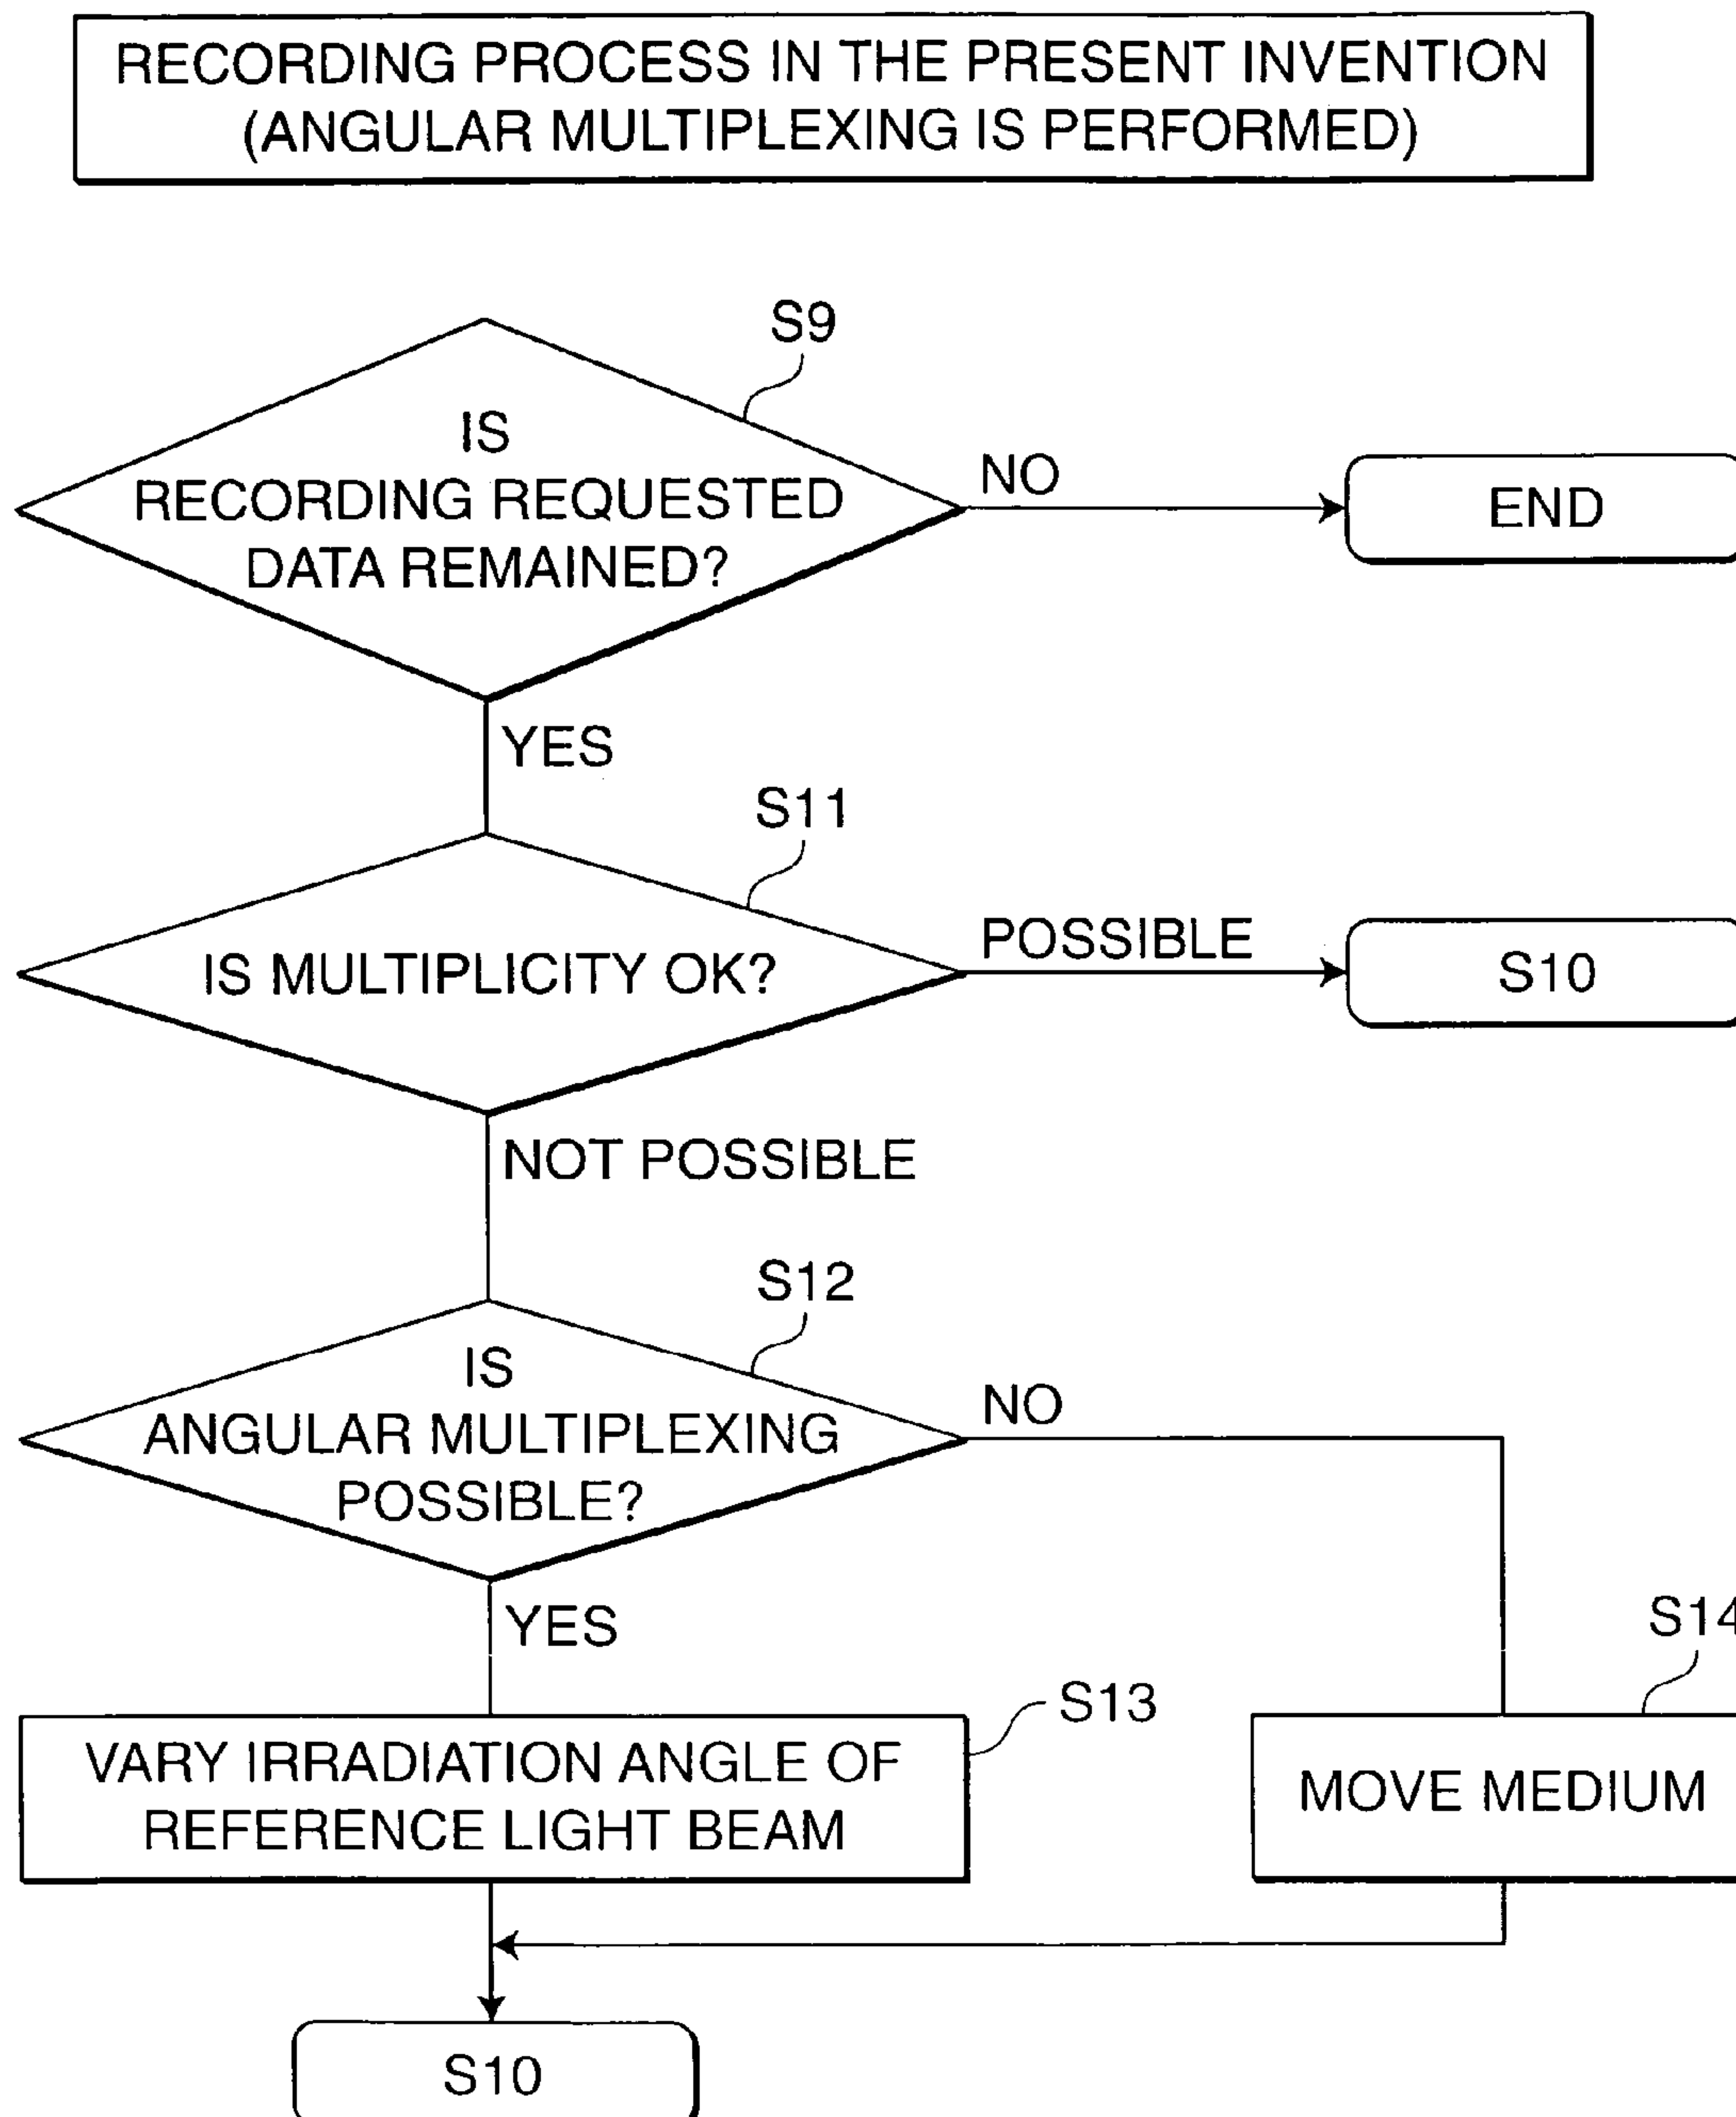 RECORDING PROCESS IN THE PRESENT INVENTION
(ANGULAR MULTIPLEXING IS PERFORMED)
S9
IS
RECORDING REQUESTED
DATA REMAINED?
NO
END
YES
S11
IS MULTIPLICITY OK?
POSSIBLE
S10
NOT POSSIBLE
S12
IS
ANGULAR MULTIPLEXING
POSSIBLE?
NO
YES
S14
S13
VARY IRRADIATION ANGLE OF
REFERENCE LIGHT BEAM
MOVE MEDIUM
S10